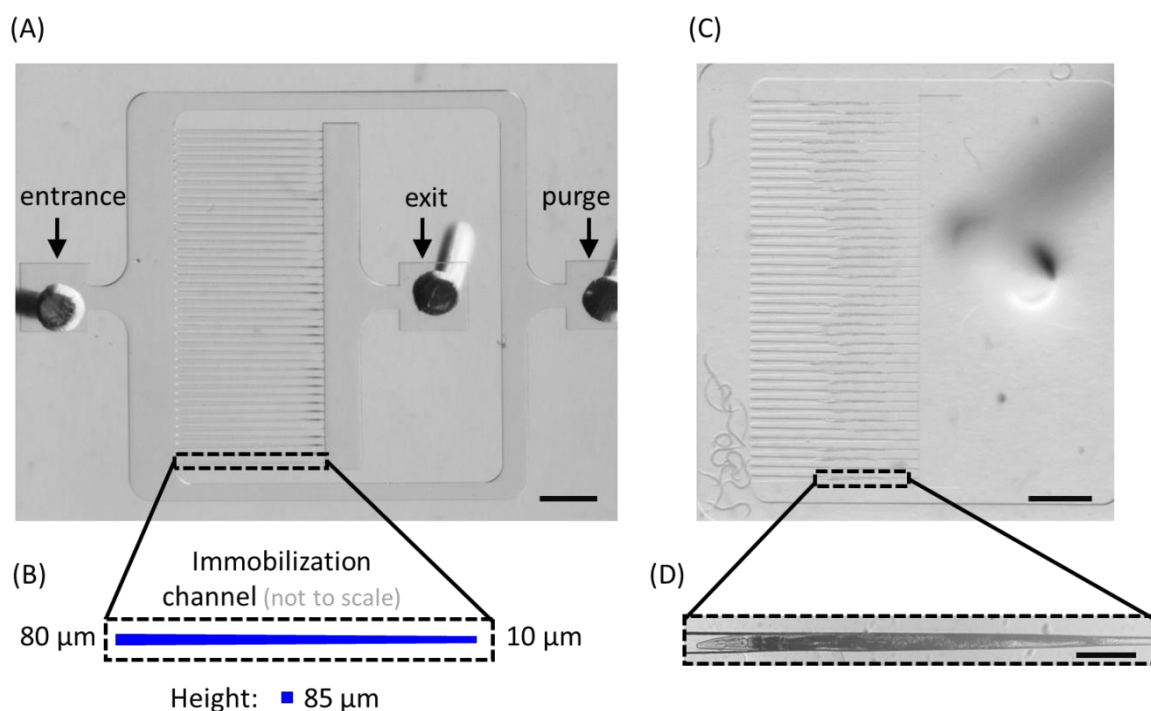 (A)
(C)
entrance
exit
purge
(B)
Immobilization
channel (not to scale)
80 µm
10 µm
Height: 85 µm
(D)